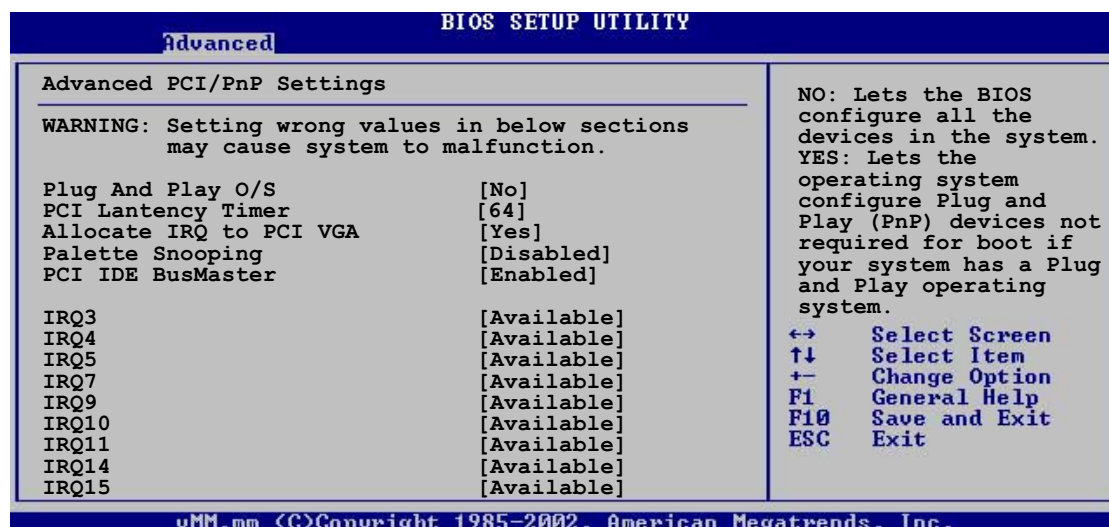 BIOS SETUP UTILITY
Advanced
Advanced PCI/PnP Settings
WARNING: Setting wrong values in below sections
may cause system to malfunction.
Plug And Play O/S [No]
PCI Lantency Timer [64]
Allocate IRQ to PCI VGA [Yes]
Palette Snooping [Disabled]
PCI IDE BusMaster [Enabled]
IRQ3 [Available]
IRQ4 [Available]
IRQ5 [Available]
IRQ7 [Available]
IRQ9 [Available]
IRQ10 [Available]
IRQ11 [Available]
IRQ14 [Available]
IRQ15 [Available]
NO: Lets the BIOS
configure all the
devices in the system.
YES: Lets the
operating system
configure Plug and
Play (PnP) devices not
required for boot if
your system has a Plug
and Play operating
system.
←→ Select Screen
↑↓ Select Item
+- Change Option
F1 General Help
F10 Save and Exit
ESC Exit
vMM.mm (C)Copyright 1985-2002, American Megatrends, Inc.